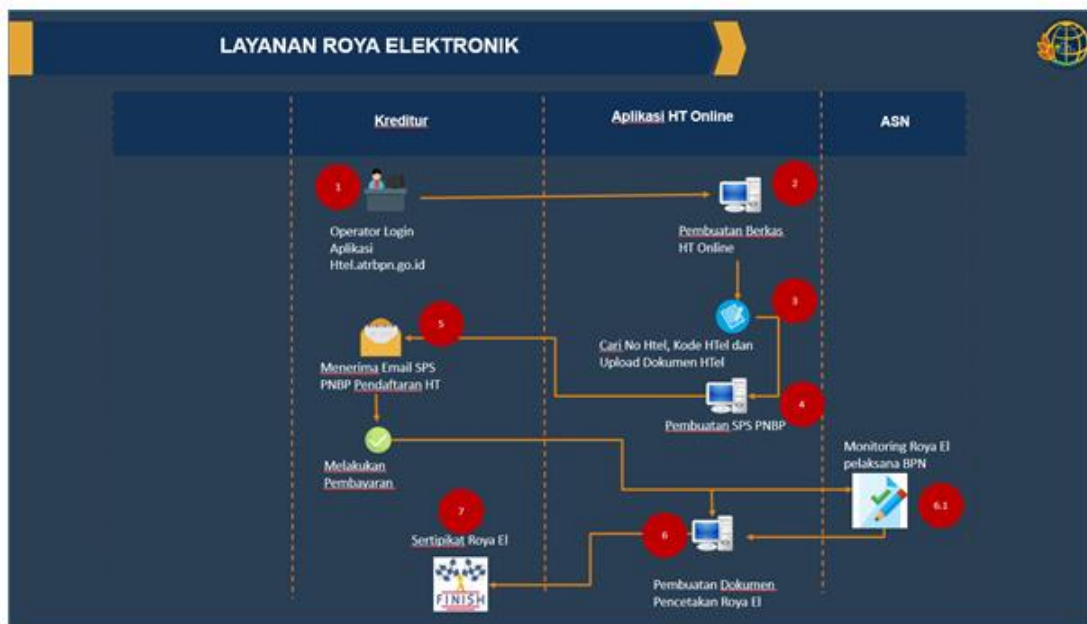 LAYANAN ROYA ELEKTRONIK
Kreditur
Aplikasi HT Online
ASN
1
2
Operator Login
Aplikasi
Htel.atrbpn.go.id
Pembuatan Berkas
HT Online
3
Cari No Htel, Kode HTel dan
Upload Dokumen HTel
5
Menerima Email SPS
PNBP Pendaftaran HT
4
Pembuatan SPS PNBP
Melakukan
Pembayaran
Monitoring Roya El
pelaksana BPN
6.1
7
Sertipikat Roya El
FINISH
6
Pembuatan Dokumen
Pencetakan Roya El